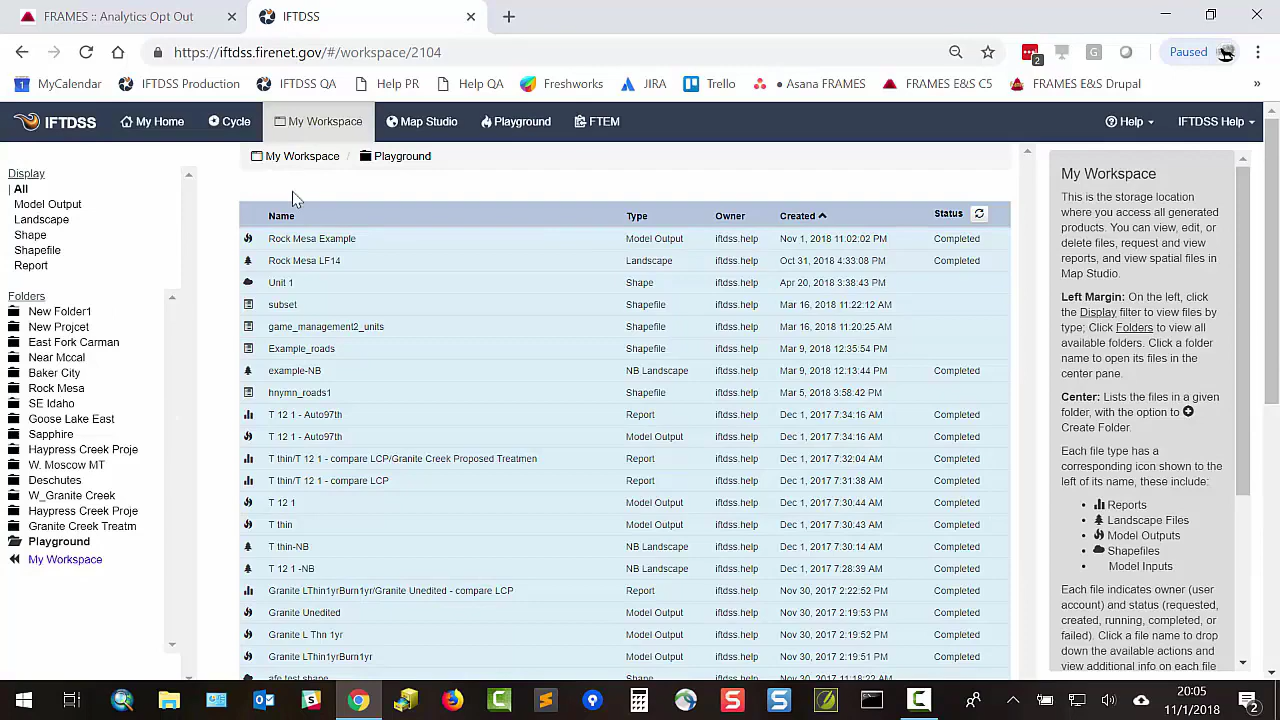 FRAMES :: Analytics Opt Out
IFTDSS
https://iftdss.firenet.gov/#/workspace/2104
2
Paused
MyCalendar
IFTDSS Production
IFTDSS QA
Help PR
Help QA
Freshworks
JIRA
Trello
Asana FRAMES
FRAMES E&S C5
FRAMES E&S Drupal
»
IFTDSS
My Home
Cycle
My Workspace
Map Studio
Playground
FTEM
Help
IFTDSS Help
Display
All
Model Output
Landscape
Shape
Shapefile
Report
Folders
New Folder1
New Projcet
East Fork Carman
Near Mccal
Baker City
Rock Mesa
SE Idaho
Goose Lake East
Sapphire
Haypress Creek Proje
W. Moscow MT
Deschutes
W_Granite Creek
Haypress Creek Proje
Granite Creek Treatm
Playground
My Workspace
My Workspace / Playground
Name Type Owner Created Status
Rock Mesa Example Model Output iftdss.help Nov 1, 2018 11:02:02 PM Completed
Rock Mesa LF14 Landscape iftdss.help Oct 31, 2018 4:33:08 PM Completed
Unit 1 Shape iftdss.help Apr 20, 2018 3:38:43 PM
subset Shapefile iftdss.help Mar 16, 2018 11:22:12 AM
game_management2_units Shapefile iftdss.help Mar 16, 2018 11:20:25 AM
Example_roads Shapefile iftdss.help Mar 9, 2018 12:35:54 PM
example-NB NB Landscape iftdss.help Mar 9, 2018 12:13:44 PM Completed
hnymn_roads1 Shapefile iftdss.help Mar 5, 2018 3:58:42 PM
T 12 1 - Auto97th Report iftdss.help Dec 1, 2017 7:34:16 AM Completed
T 12 1 - Auto97th Model Output iftdss.help Dec 1, 2017 7:34:16 AM Completed
T thin/T 12 1 - compare LCP/Granite Creek Proposed Treatmen Report iftdss.help Dec 1, 2017 7:32:04 AM Completed
T thin/T 12 1 - compare LCP Report iftdss.help Dec 1, 2017 7:31:38 AM Completed
T 12 1 Model Output iftdss.help Dec 1, 2017 7:30:44 AM Completed
T thin Model Output iftdss.help Dec 1, 2017 7:30:43 AM Completed
T thin-NB NB Landscape iftdss.help Dec 1, 2017 7:30:14 AM Completed
T 12 1 -NB NB Landscape iftdss.help Dec 1, 2017 7:28:39 AM Completed
Granite LThin1yrBurn1yr/Granite Unedited - compare LCP Report iftdss.help Nov 30, 2017 2:22:52 PM Completed
Granite Unedited Model Output iftdss.help Nov 30, 2017 2:19:53 PM Completed
Granite L Thn 1yr Model Output iftdss.help Nov 30, 2017 2:19:52 PM Completed
Granite LThin1yrBurn1yr Model Output iftdss.help Nov 30, 2017 2:19:51 PM Completed
afe test shape Shape iftdss.help Nov 30, 2017 11:18:22 AM
My Workspace
This is the storage location
where you access all generated
products. You can view, edit, or
delete files, request and view
reports, and view spatial files in
Map Studio.
Left Margin: On the left, click
the Display filter to view files by
type; Click Folders to view all
available folders. Click a folder
name to open its files in the
center pane.
Center: Lists the files in a given
folder, with the option to
Create Folder.
Each file type has a
corresponding icon shown to the
left of its name, these include:
• Reports
• Landscape Files
• Model Outputs
• Shapefiles
• Model Inputs
Each file indicates owner (user
account) and status (requested,
created, running, completed, or
failed). Click a file name to drop
down the available actions and
view additional info on each file
20:05
11/1/2018
2